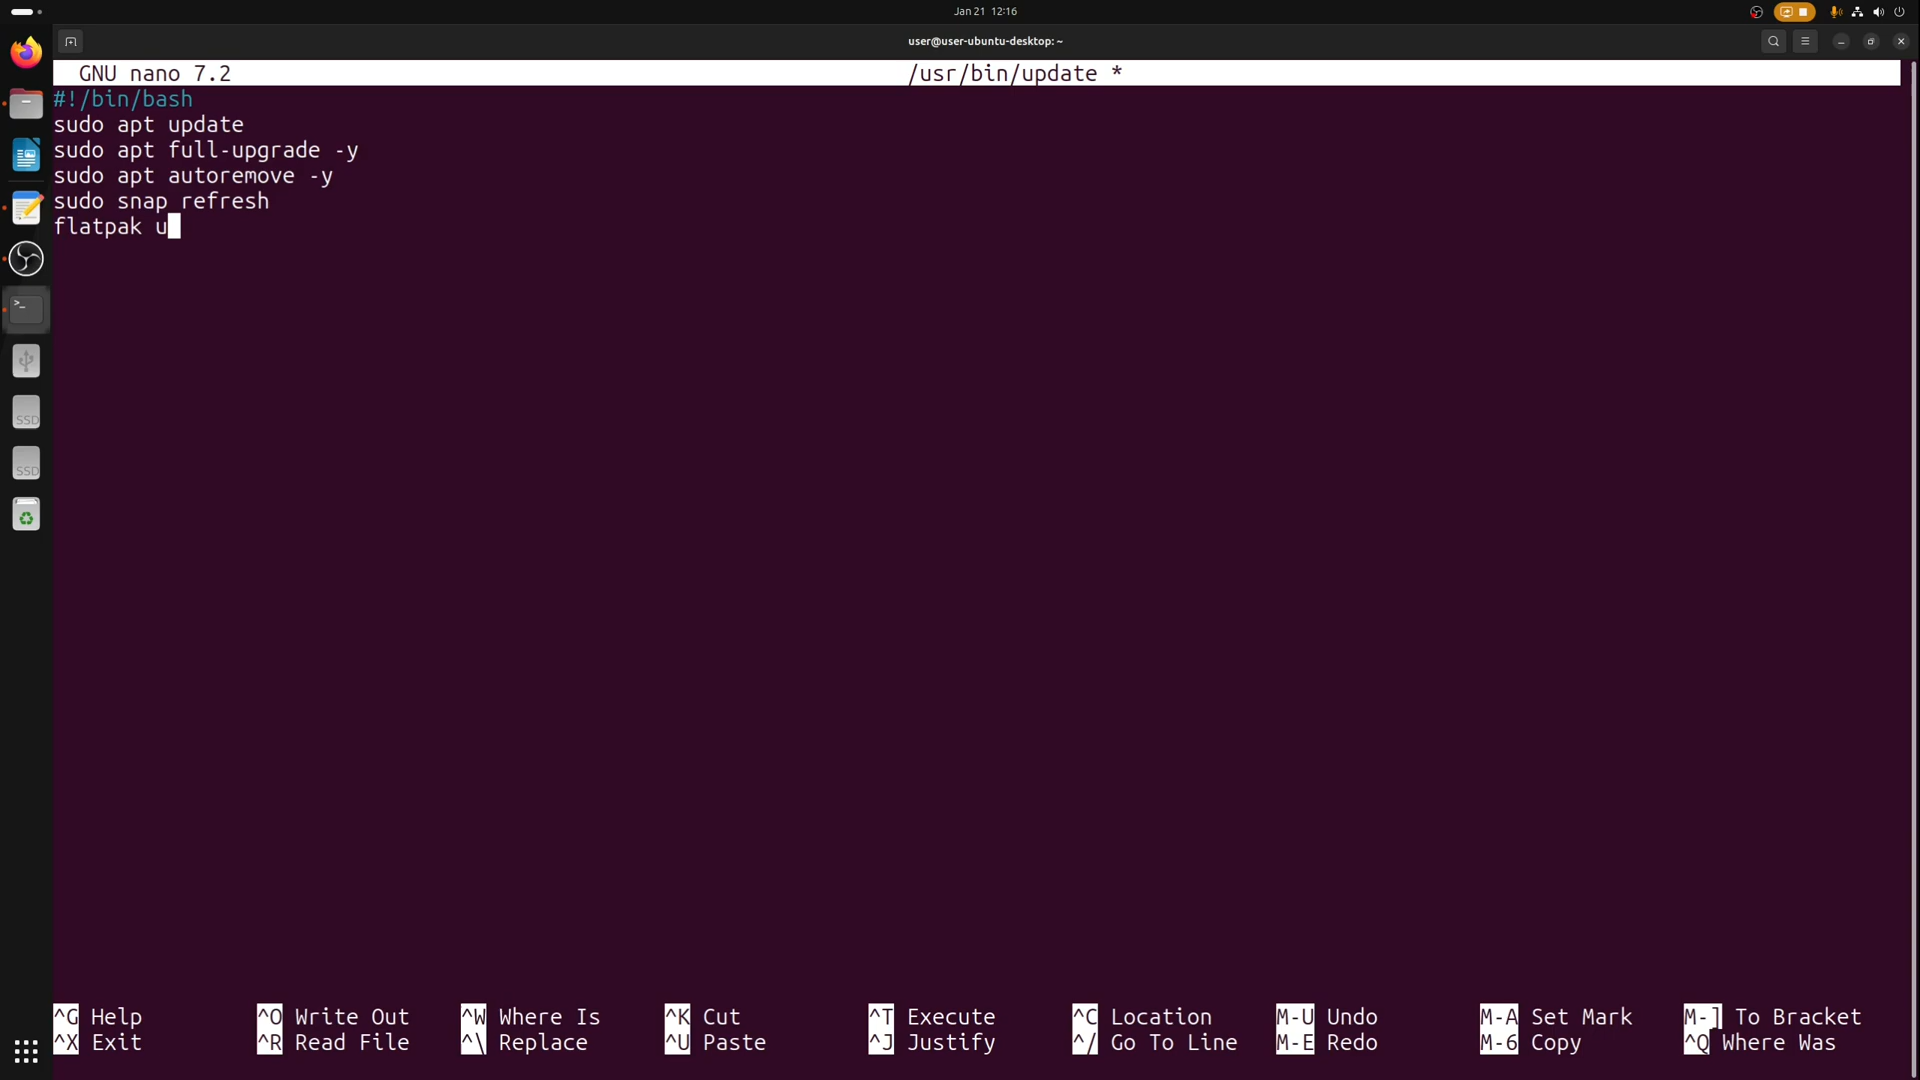 Jan 21 12:16
user@user-ubuntu-desktop: ~
GNU nano 7.2 /usr/bin/update *
#!/bin/bash
sudo apt update
sudo apt full-upgrade -y
sudo apt autoremove -y
sudo snap refresh
flatpak u
>_
SSD
SSD
^G Help ^O Write Out ^W Where Is ^K Cut ^T Execute ^C Location M-U Undo M-A Set Mark M-] To Bracket
^X Exit ^R Read File ^\ Replace ^U Paste ^J Justify ^/ Go To Line M-E Redo M-6 Copy ^Q Where Was